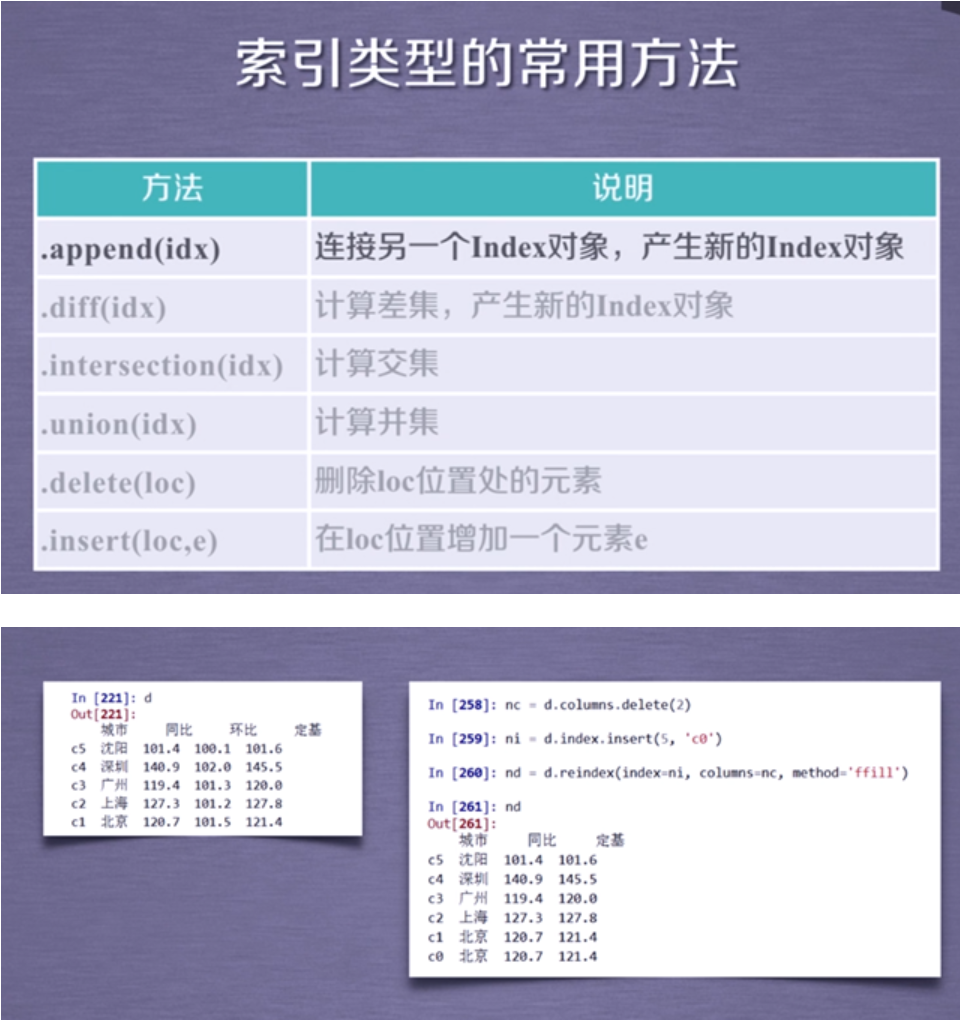 索引类型的常用方法
方法 说明
.append(idx) 连接另一个Index对象，产生新的Index对象
.diff(idx) 计算差集，产生新的Index对象
.intersection(idx) 计算交集
.union(idx) 计算并集
.delete(loc) 删除loc位置处的元素
.insert(loc,e) 在loc位置增加一个元素e
In [221]: d
Out[221]:
城市 同比 环比 定基
c5 沈阳 101.4 100.1 101.6
c4 深圳 140.9 102.0 145.5
c3 广州 119.4 101.3 120.0
c2 上海 127.3 101.2 127.8
c1 北京 120.7 101.5 121.4
In [258]: nc = d.columns.delete(2)
In [259]: ni = d.index.insert(5, 'c0')
In [260]: nd = d.reindex(index=ni, columns=nc, method='ffill')
In [261]: nd
Out[261]:
城市 同比 定基
c5 沈阳 101.4 101.6
c4 深圳 140.9 145.5
c3 广州 119.4 120.0
c2 上海 127.3 127.8
c1 北京 120.7 121.4
c0 北京 120.7 121.4